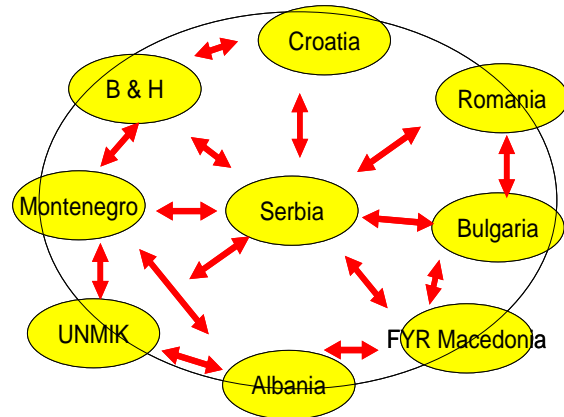 Croatia
B & H
Romania
Montenegro
Serbia
Bulgaria
UNMIK
FYR Macedonia
Albania